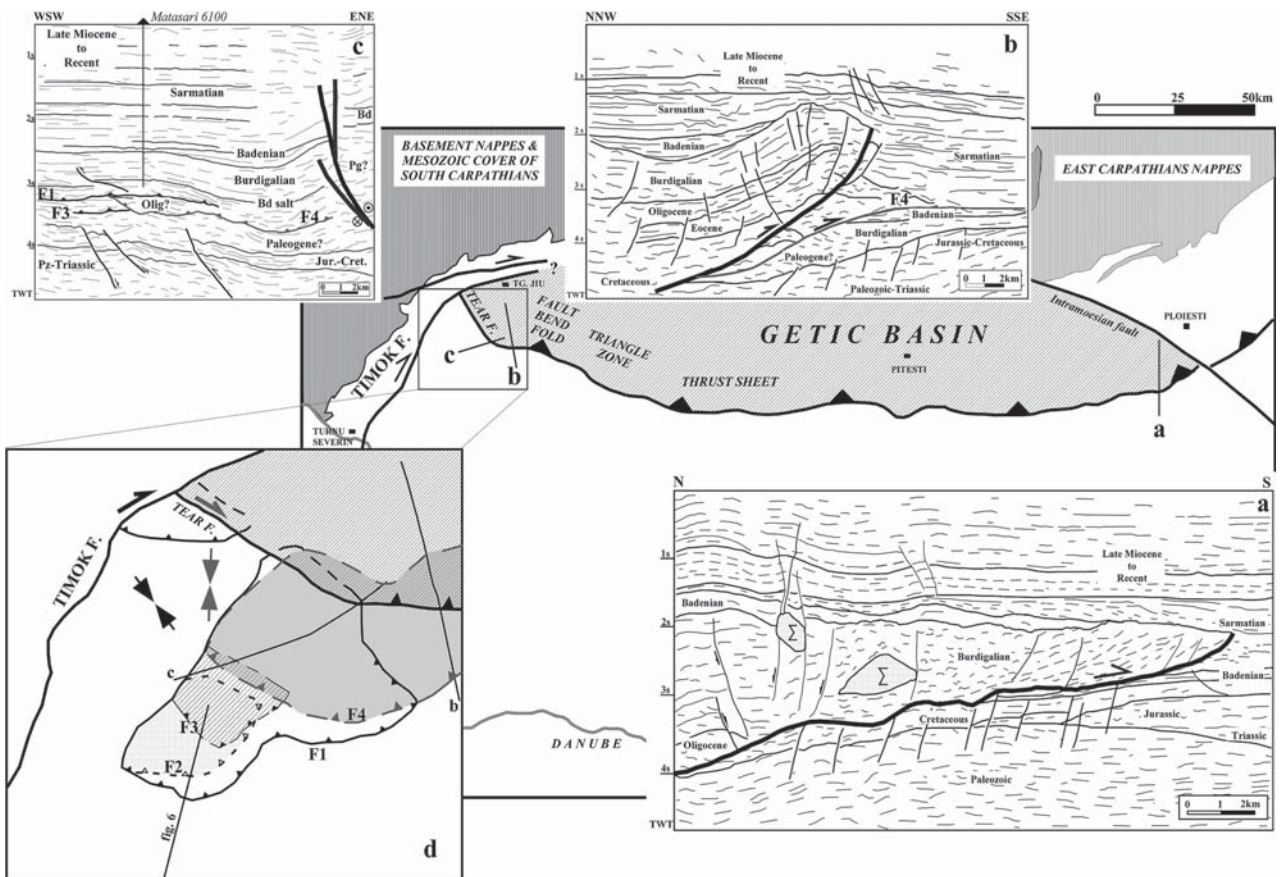 WSW
Matasari 6100
ENE
c
1s
2s
3s
4s
TWT
Late Miocene
to
Recent
Sarmatian
Bd
Badenian
Pg?
Burdigalian
F1
Olig?
Bd salt
F3
F4
Paleogene?
Pz-Triassic
Jur.-Cret.
0 1 2km
NNW
SSE
b
1s
2s
3s
4s
TWT
Late Miocene
to
Recent
Sarmatian
Badenian
Sarmatian
Burdigalian
F4
Oligocene
Badenian
Eocene
Burdigalian
Jurassic-Cretaceous
Paleogene?
Cretaceous
Paleozoic-Triassic
0 1 2km
0 25 50km
BASEMENT NAPPES &
MESOZOIC COVER OF
SOUTH CARPATHIANS
EAST CARPATHIANS NAPPES
?
TG. JIU
TEAR F.
FAULT
BEND
FOLD
TRIANGLE
ZONE
GETIC BASIN
PITESTI
THRUST SHEET
Intramoesian fault
PLOIESTI
c
b
a
TIMOK F.
TURNU
SEVERIN
DANUBE
TEAR F.
TIMOK F.
c
b
F4
F3
F1
F2
fig. 6
d
N
S
a
1s
2s
3s
4s
TWT
Late Miocene
to
Recent
Badenian
Σ
Sarmatian
Burdigalian
Σ
Badenian
Cretaceous
Jurassic
Oligocene
Triassic
Paleozoic
0 1 2km